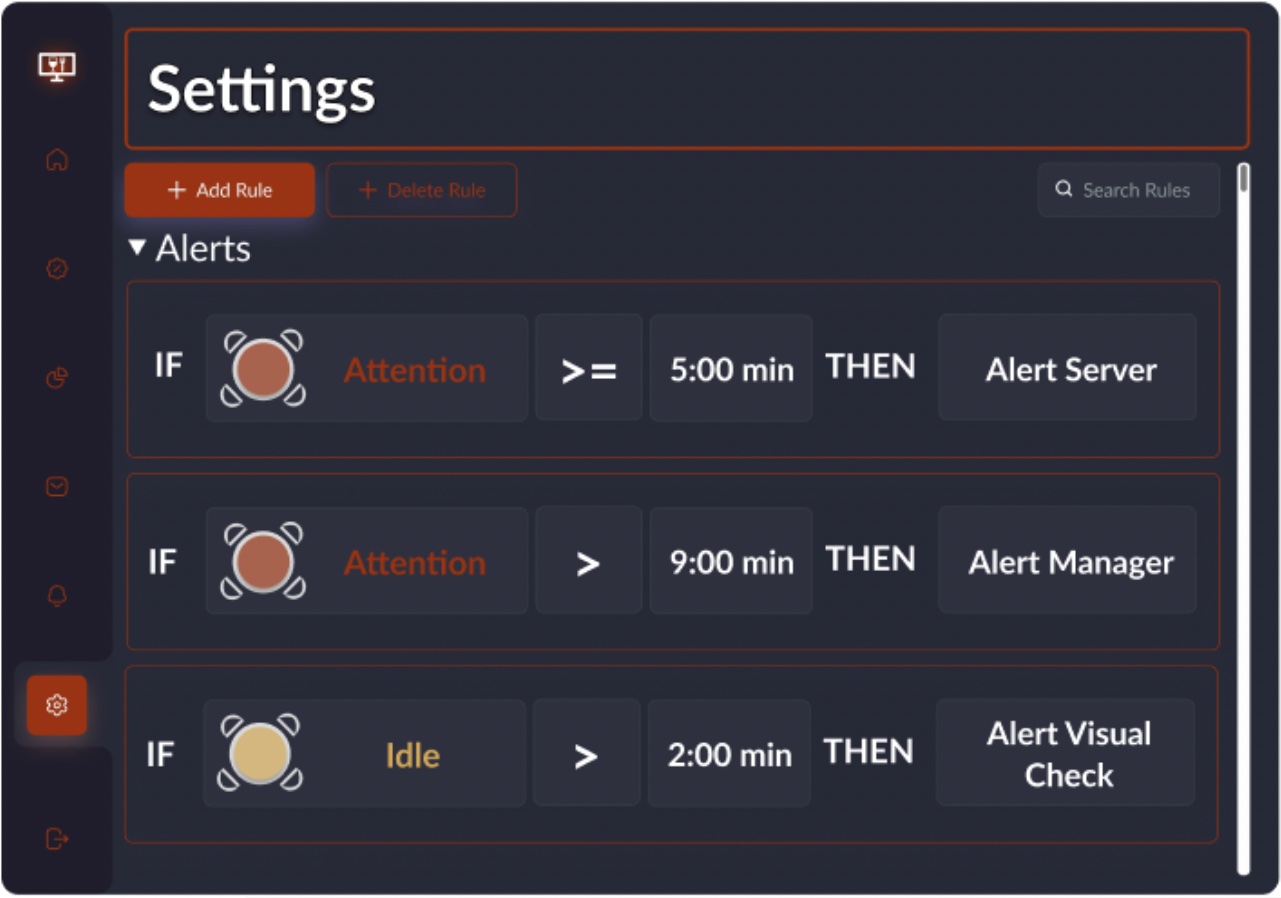 Settings
+ Add Rule
+ Delete Rule
Search Rules
▼ Alerts
IF Attention >= 5:00 min THEN Alert Server
IF Attention > 9:00 min THEN Alert Manager
IF Idle > 2:00 min THEN Alert Visual
Check